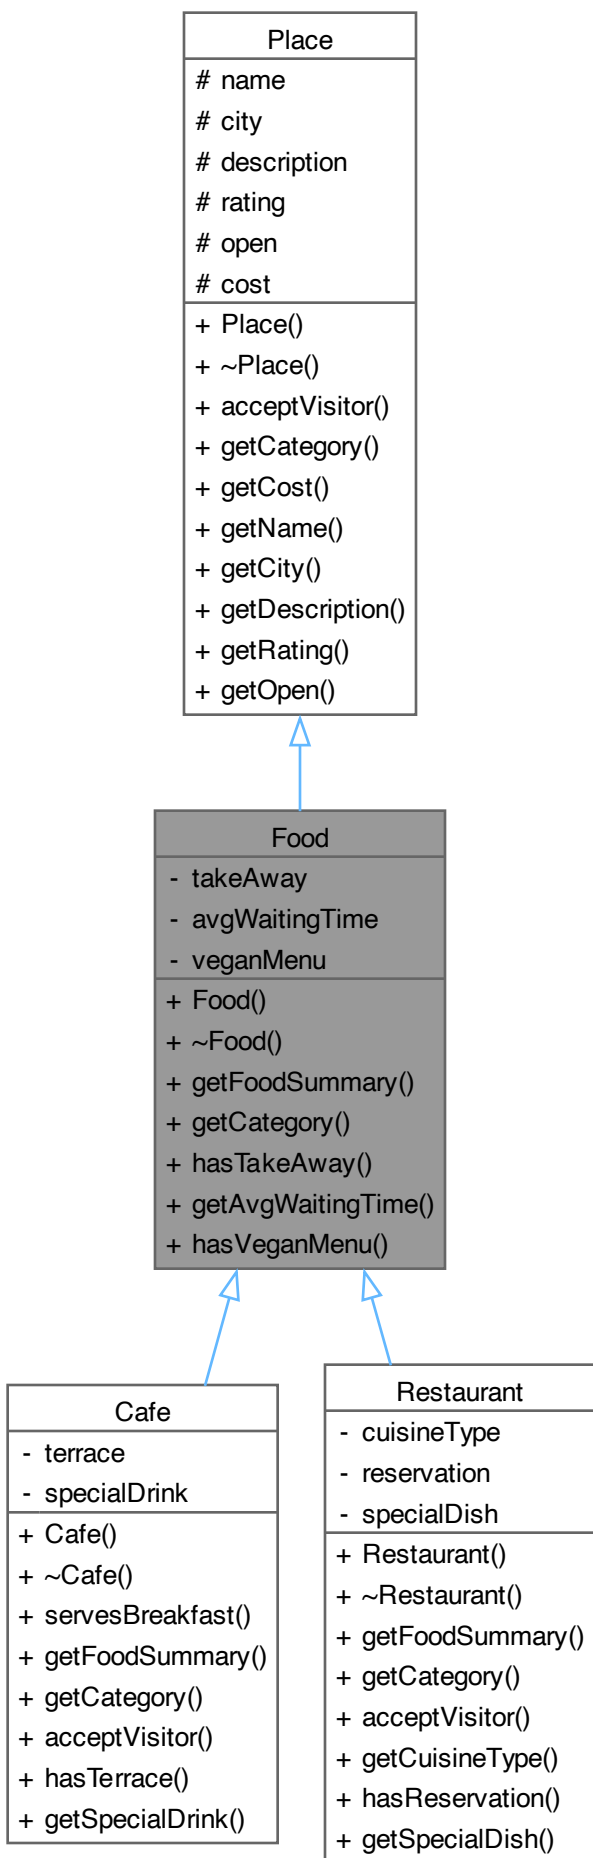 Place
# name
# city
# description
# rating
# open
# cost
+ Place()
+ ~Place()
+ acceptVisitor()
+ getCategory()
+ getCost()
+ getName()
+ getCity()
+ getDescription()
+ getRating()
+ getOpen()
Food
- takeAway
- avgWaitingTime
- veganMenu
+ Food()
+ ~Food()
+ getFoodSummary()
+ getCategory()
+ hasTakeAway()
+ getAvgWaitingTime()
+ hasVeganMenu()
Cafe
- terrace
- specialDrink
+ Cafe()
+ ~Cafe()
+ servesBreakfast()
+ getFoodSummary()
+ getCategory()
+ acceptVisitor()
+ hasTerrace()
+ getSpecialDrink()
Restaurant
- cuisineType
- reservation
- specialDish
+ Restaurant()
+ ~Restaurant()
+ getFoodSummary()
+ getCategory()
+ acceptVisitor()
+ getCuisineType()
+ hasReservation()
+ getSpecialDish()